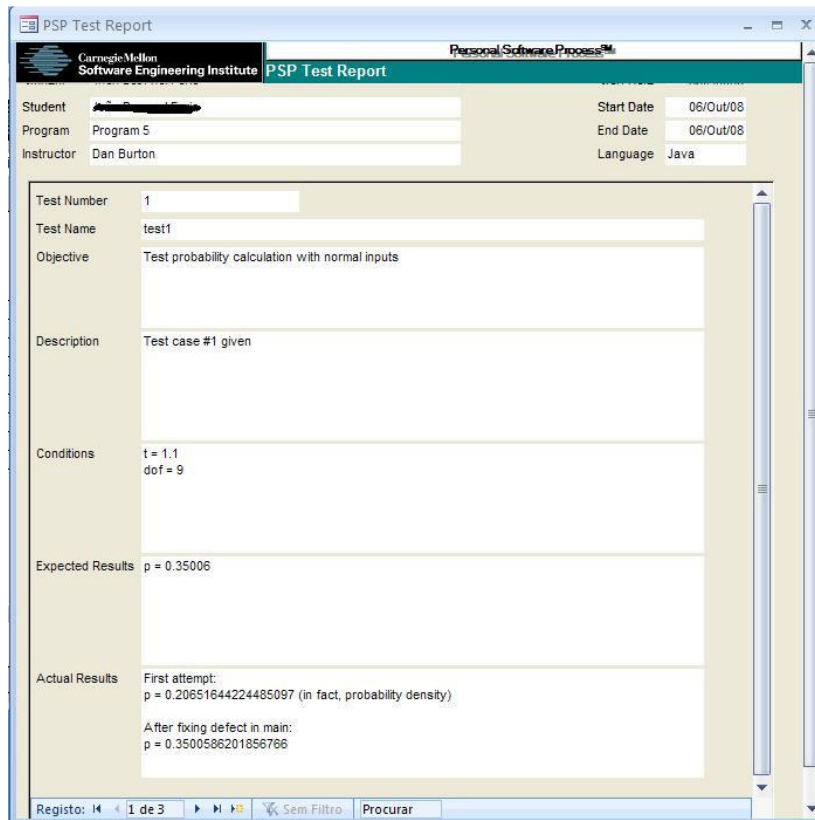 PSP Test Report
Carnegie Mellon
Software Engineering Institute
Personal Software Process℠
PSP Test Report
Student
Start Date 06/Out/08
Program Program 5
End Date 06/Out/08
Instructor Dan Burton
Language Java
Test Number 1
Test Name test1
Objective Test probability calculation with normal inputs
Description Test case #1 given
Conditions t = 1.1
dof = 9
Expected Results p = 0.35006
Actual Results First attempt:
p = 0.20651644224485097 (in fact, probability density)
After fixing defect in main:
p = 0.3500586201856766
Registo: 1 de 3 Sem Filtro Procurar